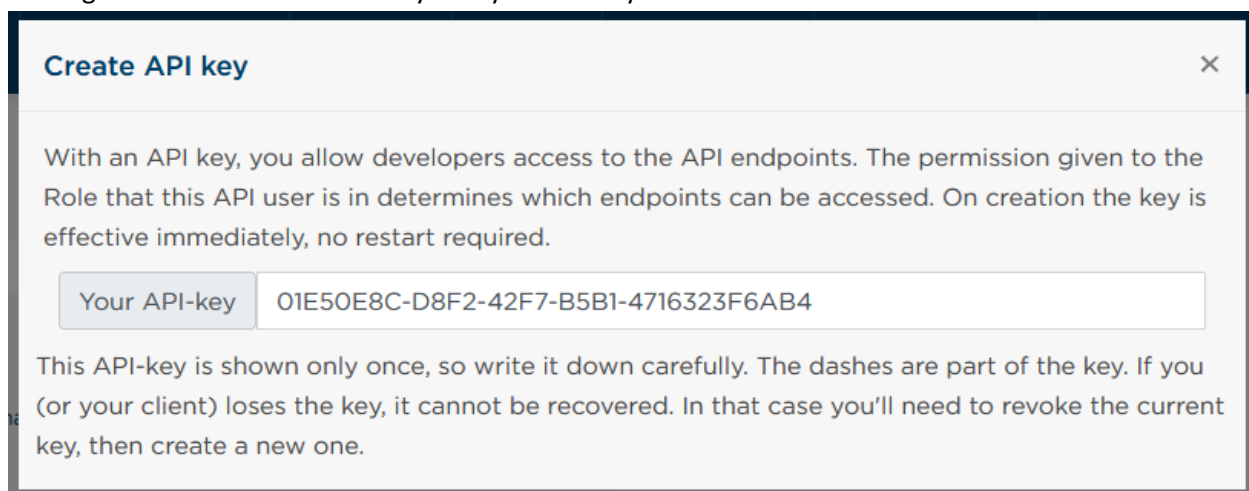 Create API key
×
With an API key, you allow developers access to the API endpoints. The permission given to the
Role that this API user is in determines which endpoints can be accessed. On creation the key is
effective immediately, no restart required.
Your API-key 01E50E8C-D8F2-42F7-B5B1-4716323F6AB4
This API-key is shown only once, so write it down carefully. The dashes are part of the key. If you
(or your client) loses the key, it cannot be recovered. In that case you'll need to revoke the current
key, then create a new one.